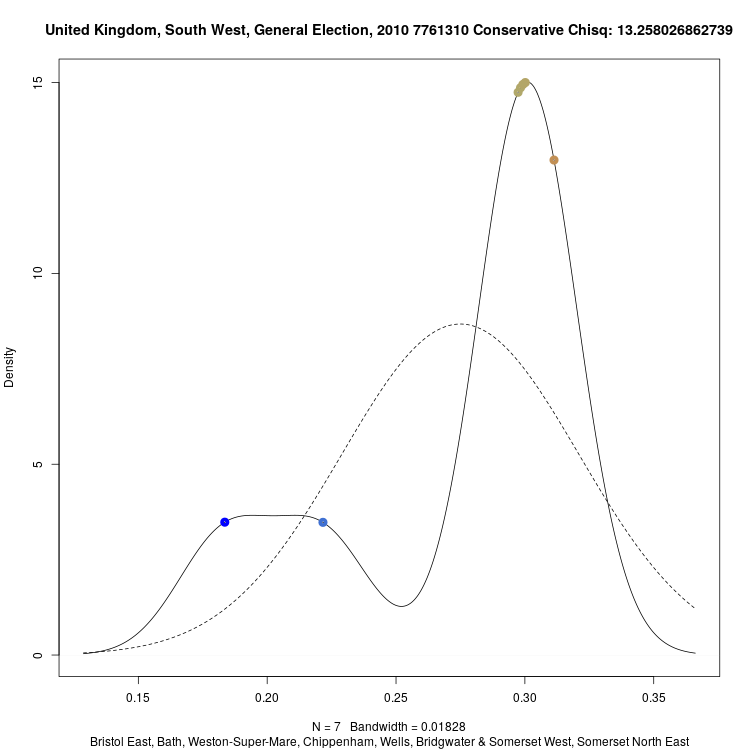 United Kingdom, South West, General Election, 2010 7761310 Conservative Chisq: 13.258026862739
15
10
5
0
Density
0.15 0.20 0.25 0.30 0.35
N = 7 Bandwidth = 0.01828
Bristol East, Bath, Weston-Super-Mare, Chippenham, Wells, Bridgwater & Somerset West, Somerset North East